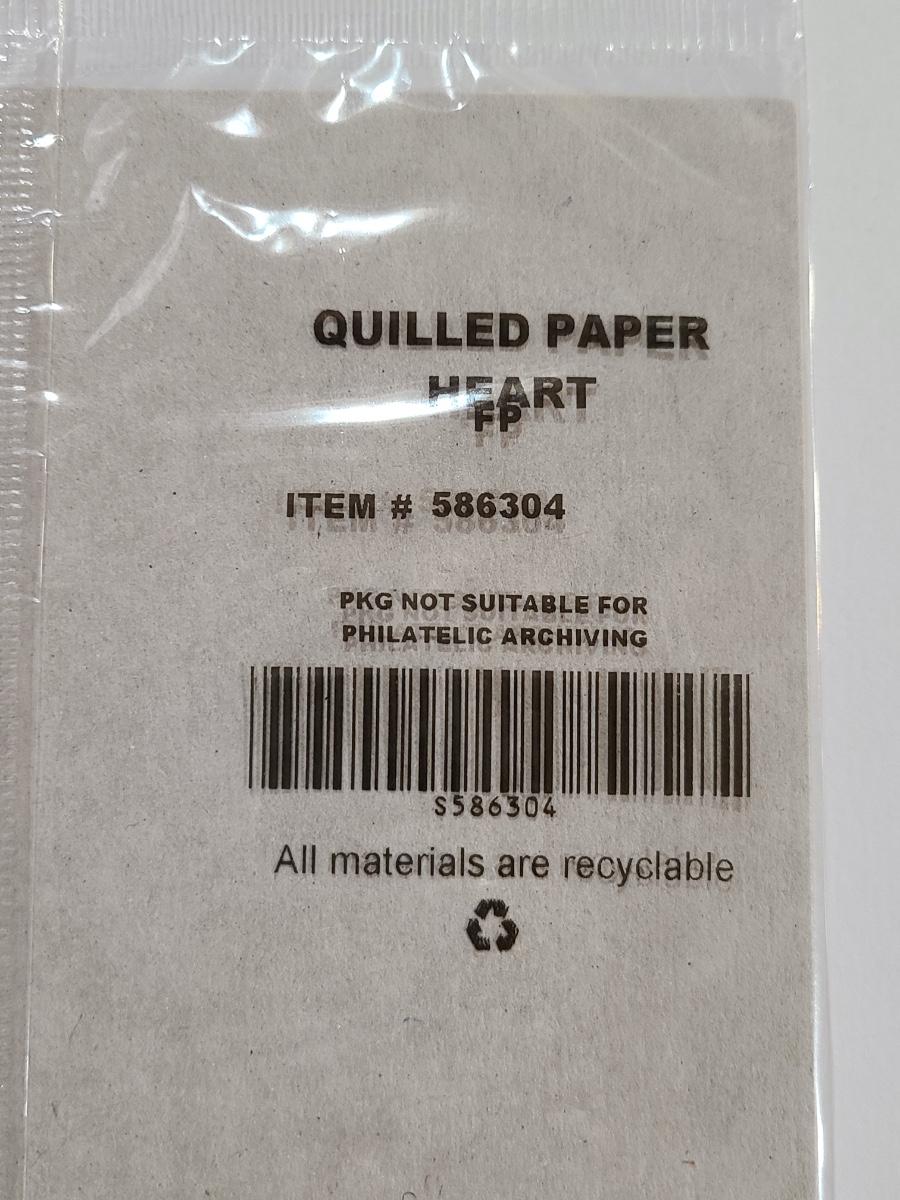 QUILLED PAPER
HEART
FP
ITEM # 586304
PKG NOT SUITABLE FOR
PHILATELIC ARCHIVING
S586304
All materials are recyclable